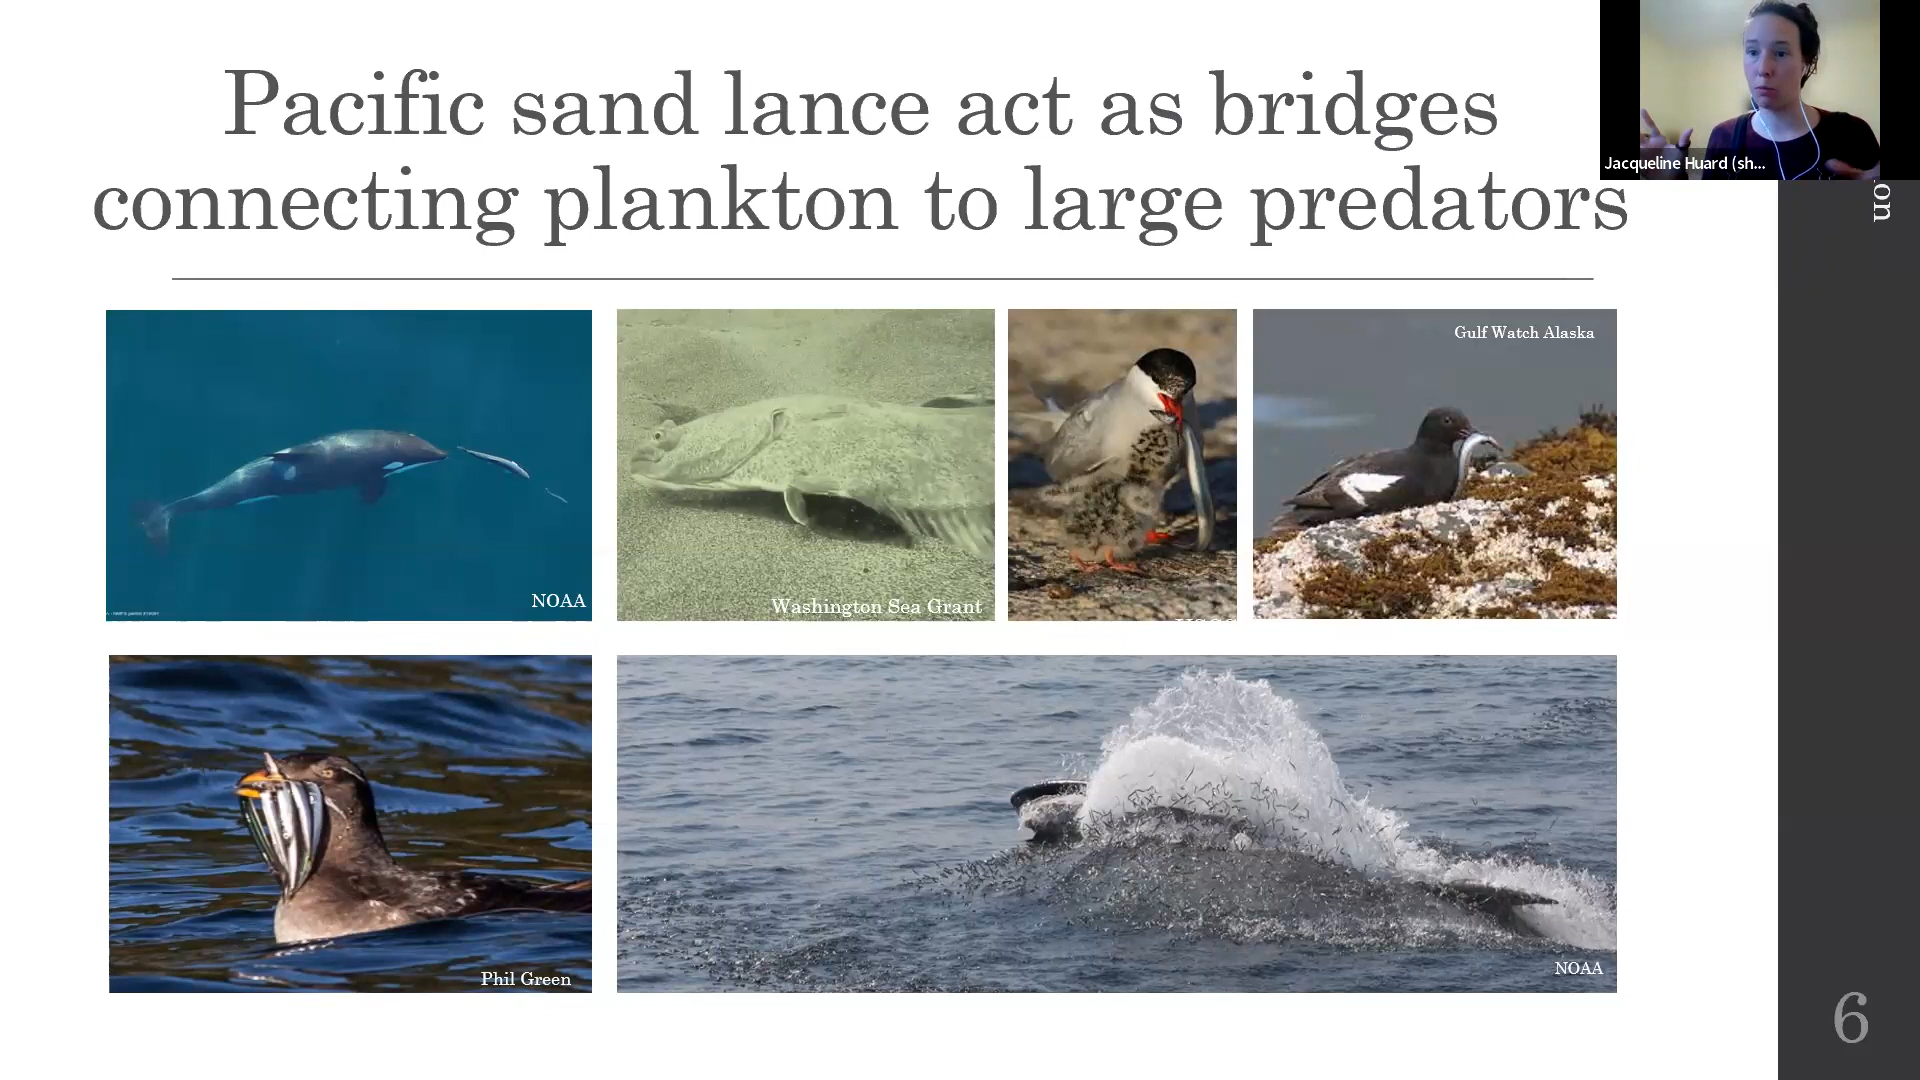 Pacific sand lance act as bridges
connecting plankton to large predators
Jacqueline Huard (sh...
on
Gulf Watch Alaska
NOAA
Washington Sea Grant
Phil Green
NOAA
6